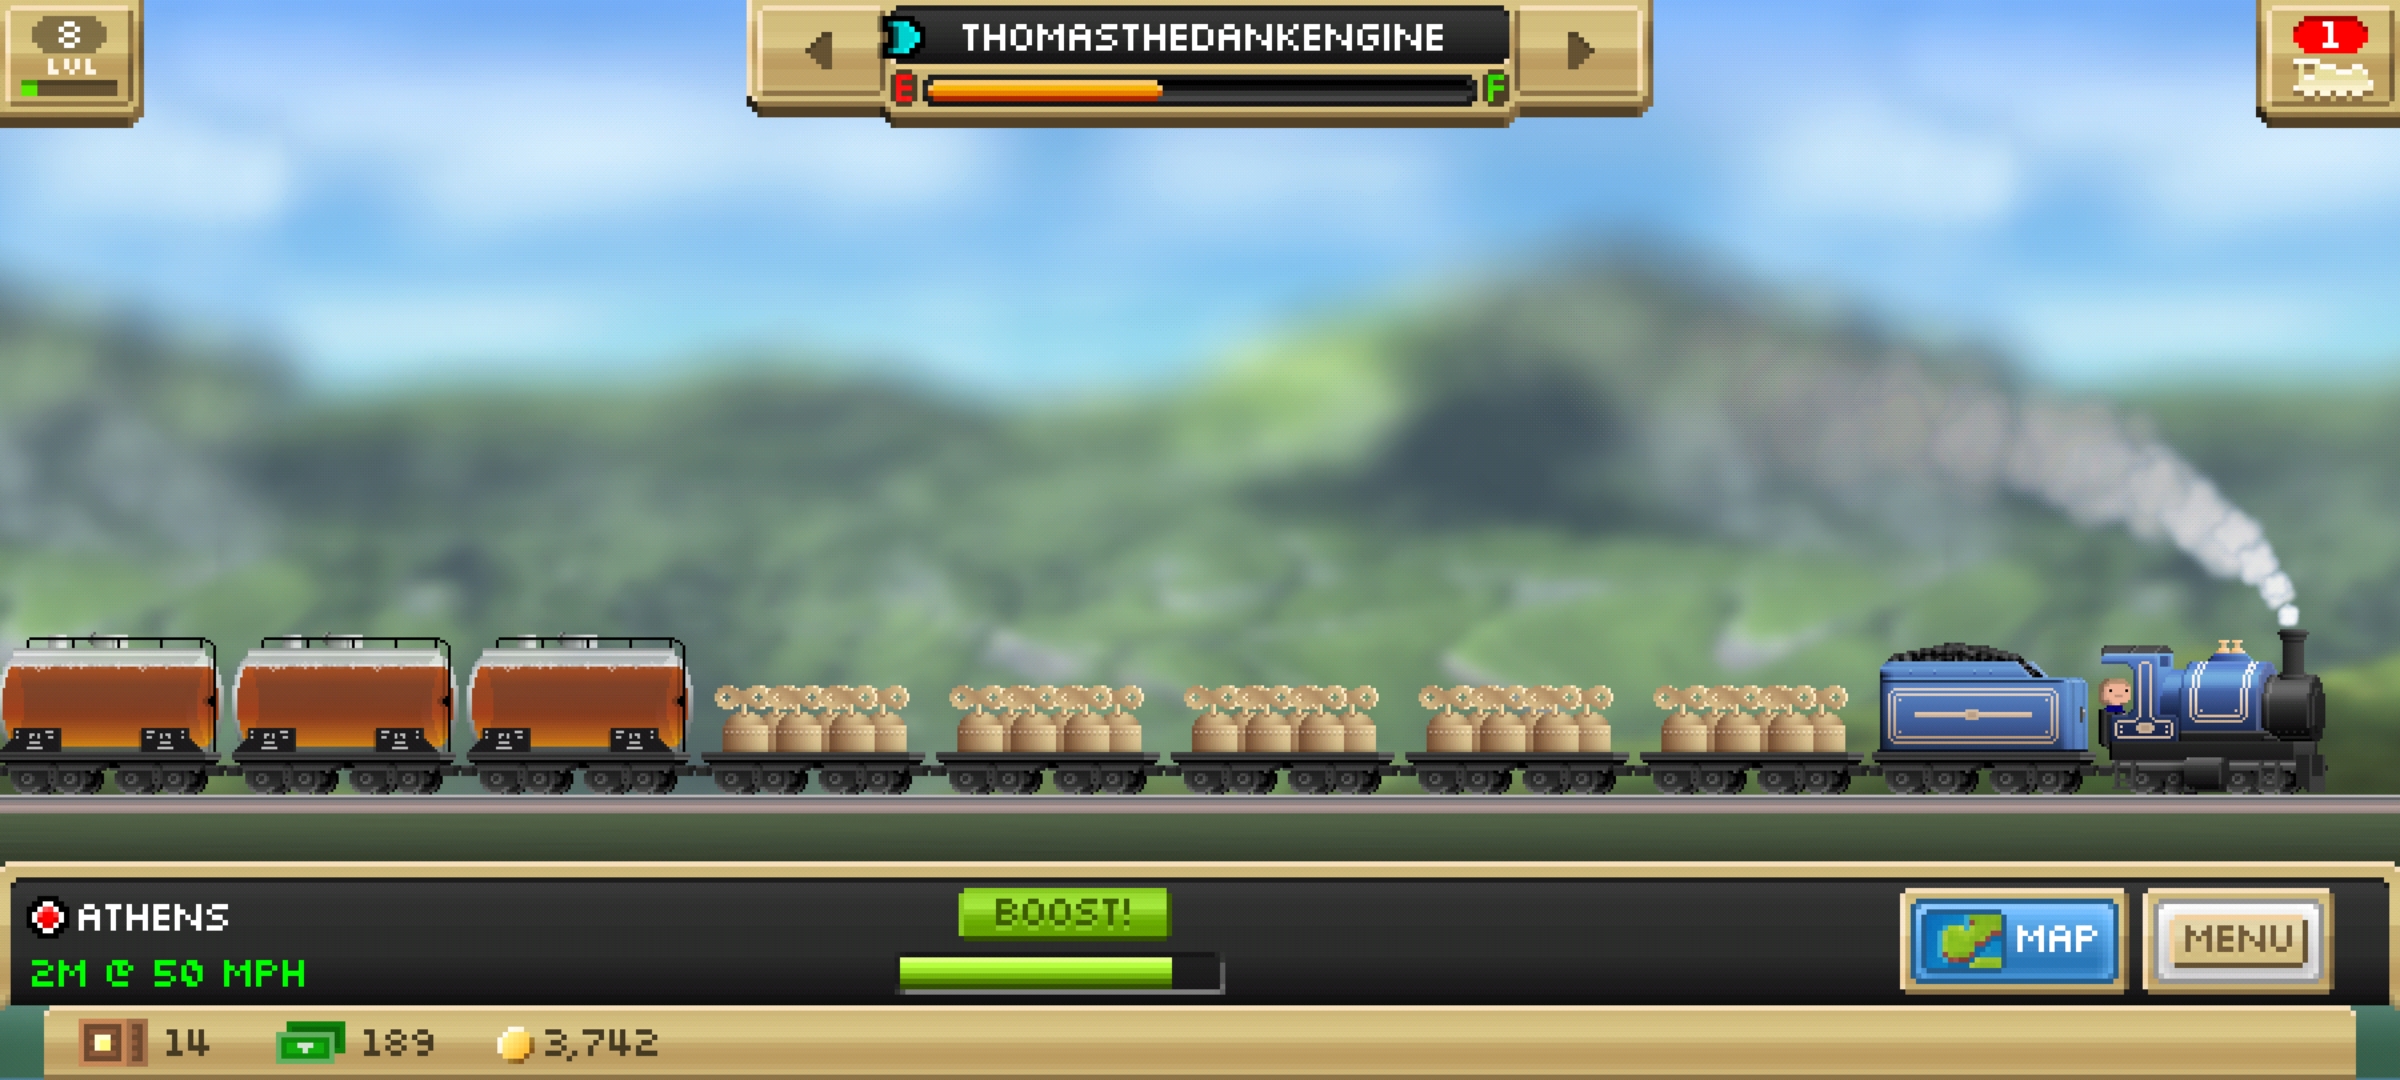 8
LVL
THOMASTHEDANKENGINE
E F
1
ATHENS
2M @ 50 MPH
BOOST!
MAP
MENU
14 189 3,742